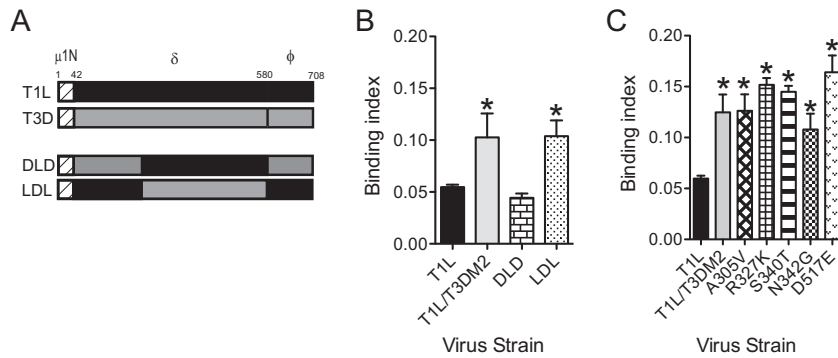 A
μ1N δ ϕ
1 42 580 708
T1L
T3D
DLD
LDL
B
Binding index
0.20
0.15
0.10
0.05
0.00
*
*
T1L
T1L/T3DM2
DLD
LDL
Virus Strain
C
Binding index
0.20
0.15
0.10
0.05
0.00
*
*
*
*
*
*
T1L
T1L/T3DM2
A305V
R327K
S340T
N342G
D517E
Virus Strain